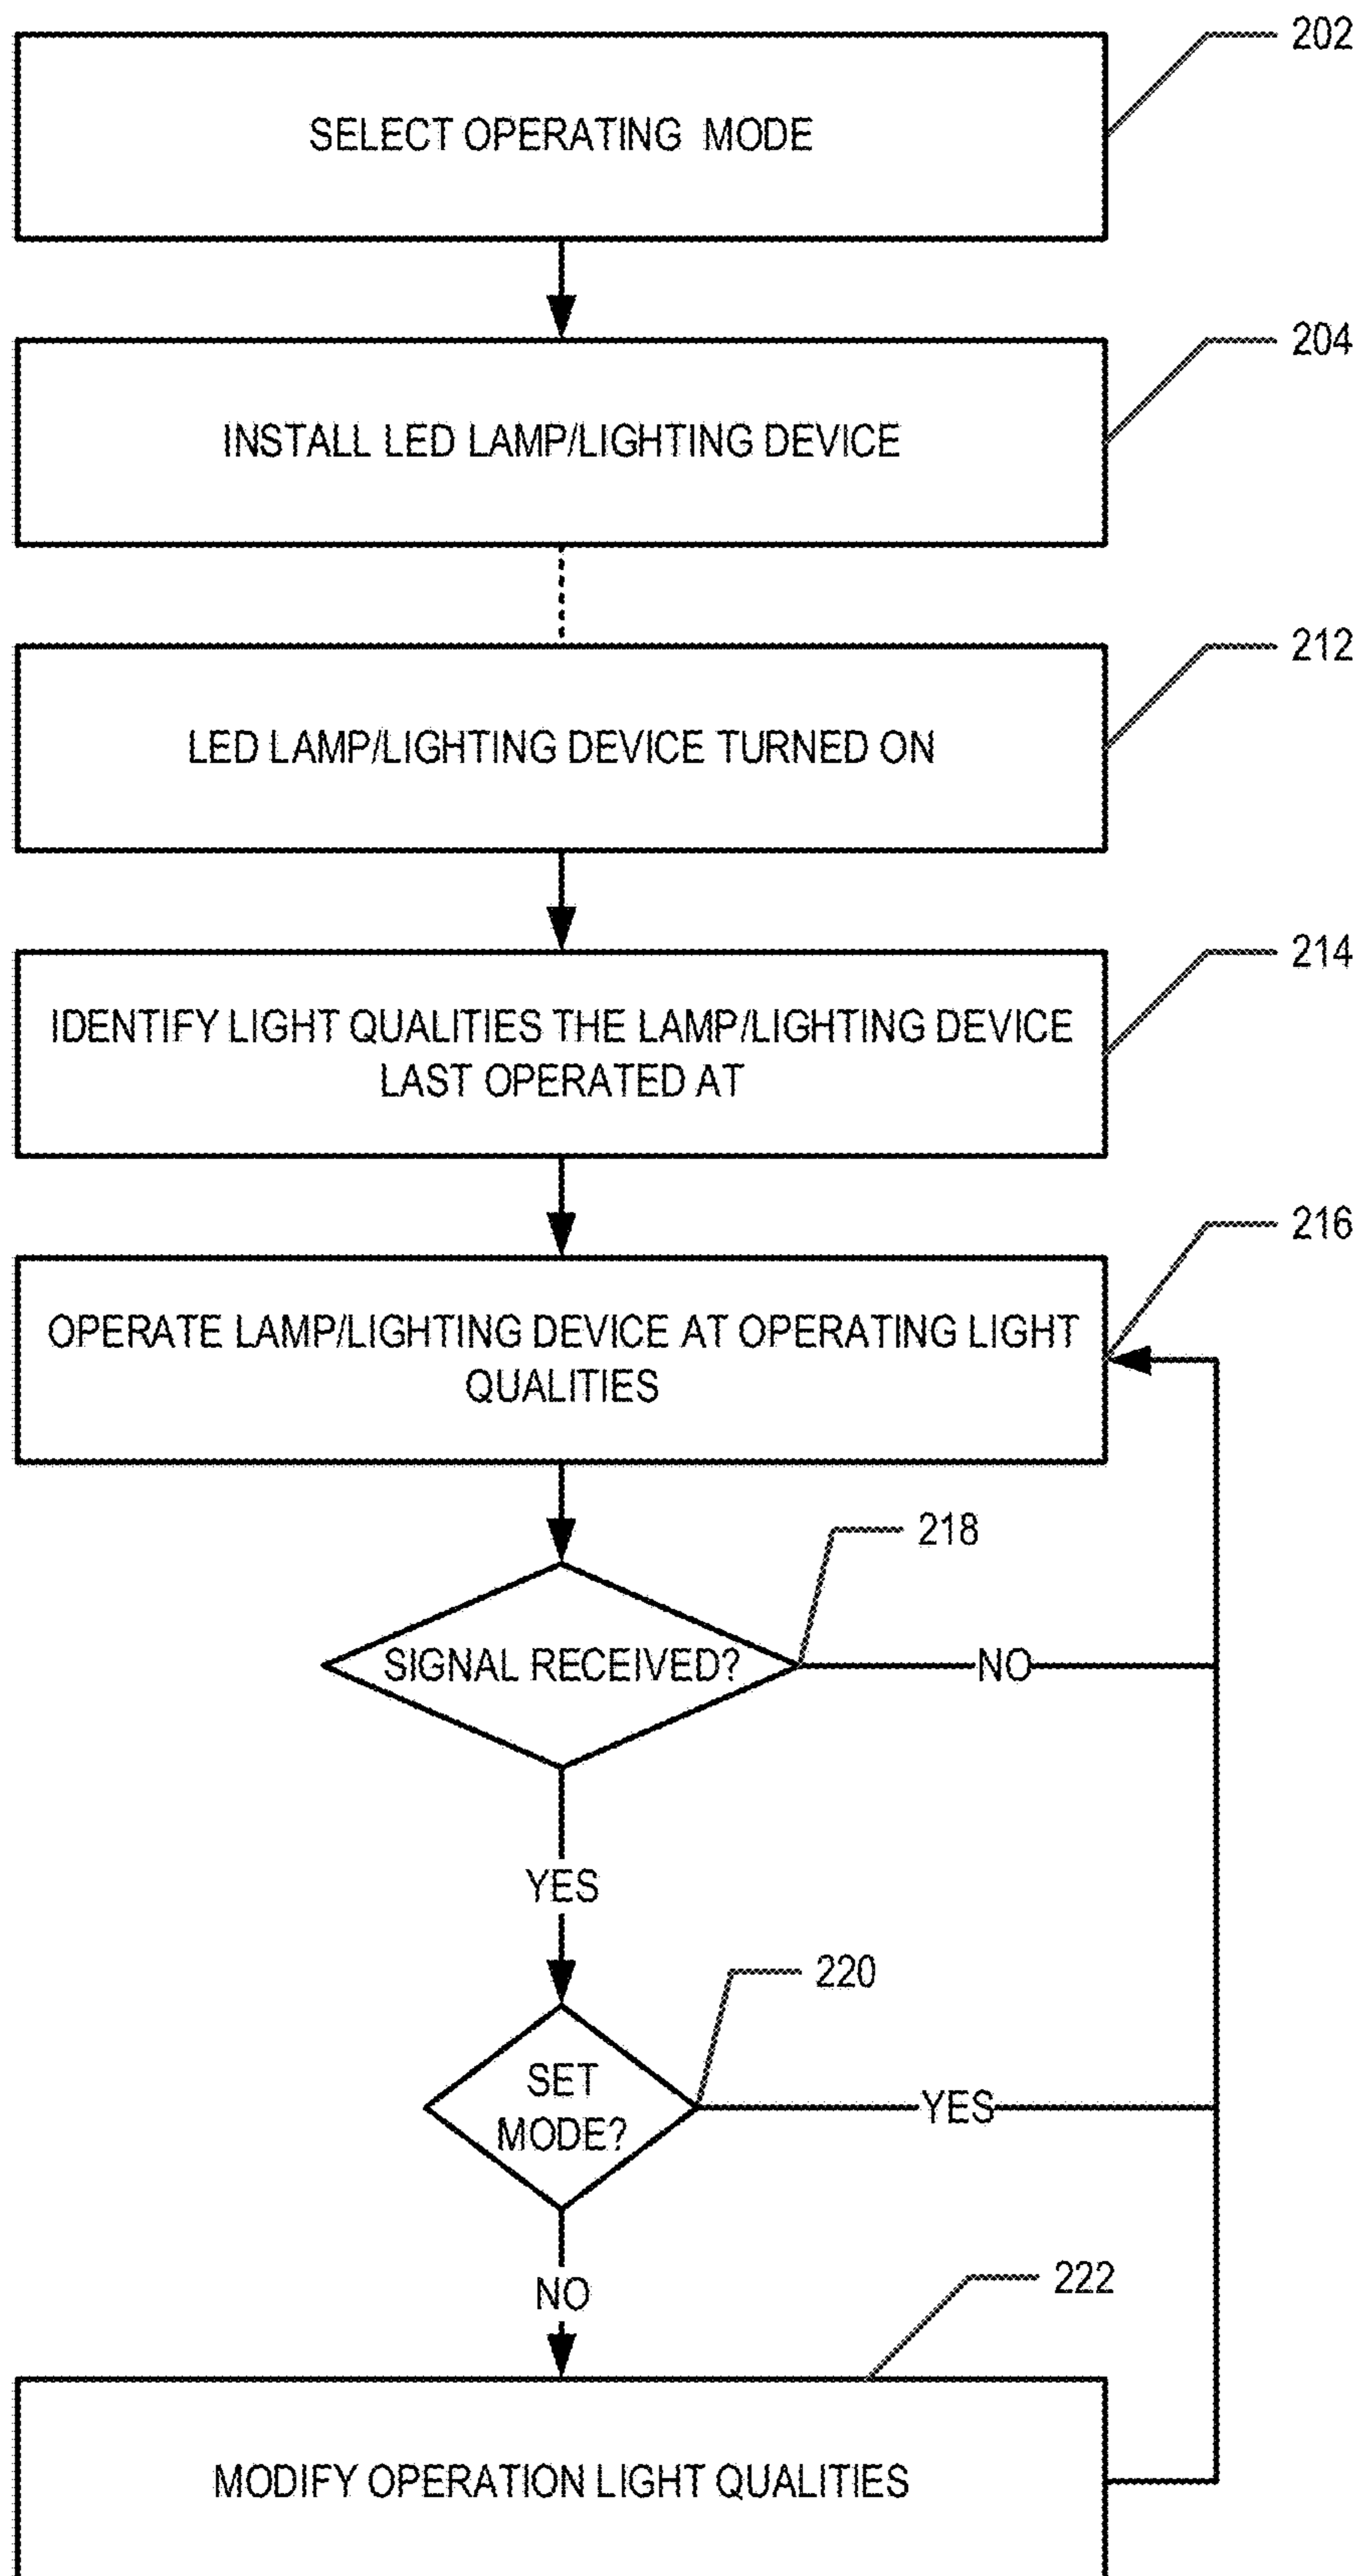 202
SELECT OPERATING MODE
204
INSTALL LED LAMP/LIGHTING DEVICE
212
LED LAMP/LIGHTING DEVICE TURNED ON
214
IDENTIFY LIGHT QUALITIES THE LAMP/LIGHTING DEVICE
LAST OPERATED AT
216
OPERATE LAMP/LIGHTING DEVICE AT OPERATING LIGHT
QUALITIES
218
SIGNAL RECEIVED?
NO
YES
220
SET
MODE?
YES
NO
222
MODIFY OPERATION LIGHT QUALITIES